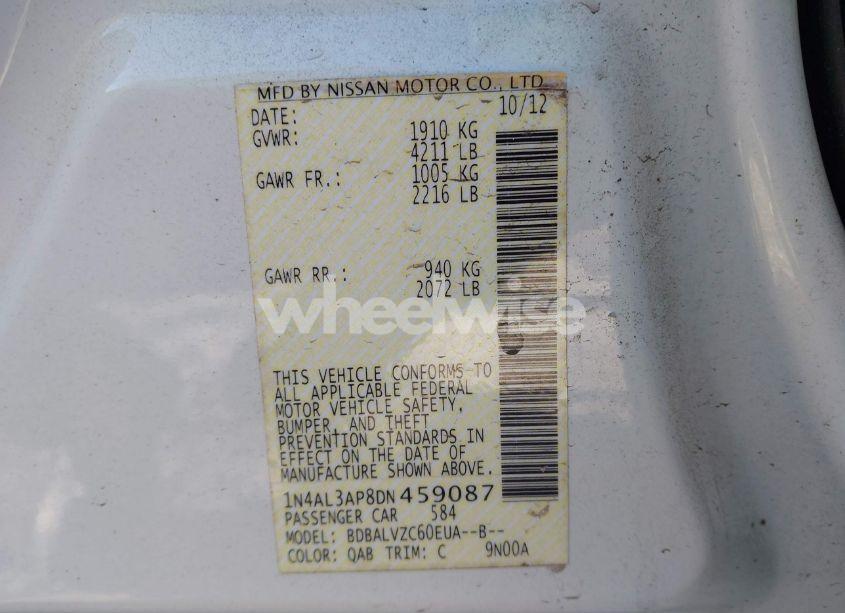 MFD BY NISSAN MOTOR CO., LTD
DATE: 10/12
GVWR: 1910 KG
4211 LB
GAWR FR.: 1005 KG
2216 LB
GAWR RR.: 940 KG
2072 LB
wheelwise
THIS VEHICLE CONFORMS TO
ALL APPLICABLE FEDERAL
MOTOR VEHICLE SAFETY,
BUMPER, AND THEFT
PREVENTION STANDARDS IN
EFFECT ON THE DATE OF
MANUFACTURE SHOWN ABOVE.
1N4AL3AP8DN459087
PASSENGER CAR 584
MODEL: BDBALVZC60EUA--B--
COLOR: QAB TRIM: C 9N00A